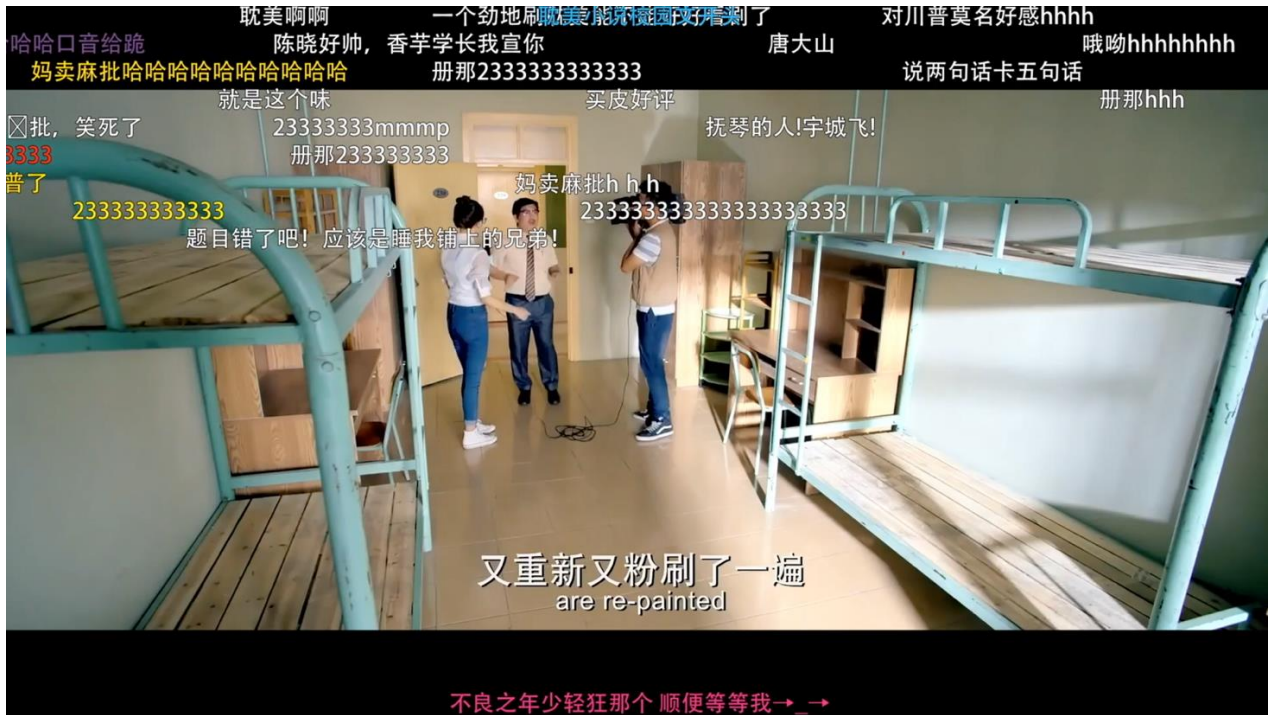 耽美啊啊
对川普莫名好感hhhh
哈哈口音给跪
陈晓好帅，香芋学长我宣你
唐大山
哦呦hhhhhhhhh
妈卖麻批哈哈哈哈哈哈哈哈哈哈
册那2333333333333
说两句话卡五句话
就是这个味
买皮好评
册那hhh
批，笑死了
23333333mmmp
抚琴的人!宇城飞!
3333
册那233333333
普了
妈卖麻批h h h
233333333333
233333333333333333333
题目错了吧！应该是睡我铺上的兄弟！
又重新又粉刷了一遍
are re-painted
不良之年少轻狂那个 顺便等等我→_→